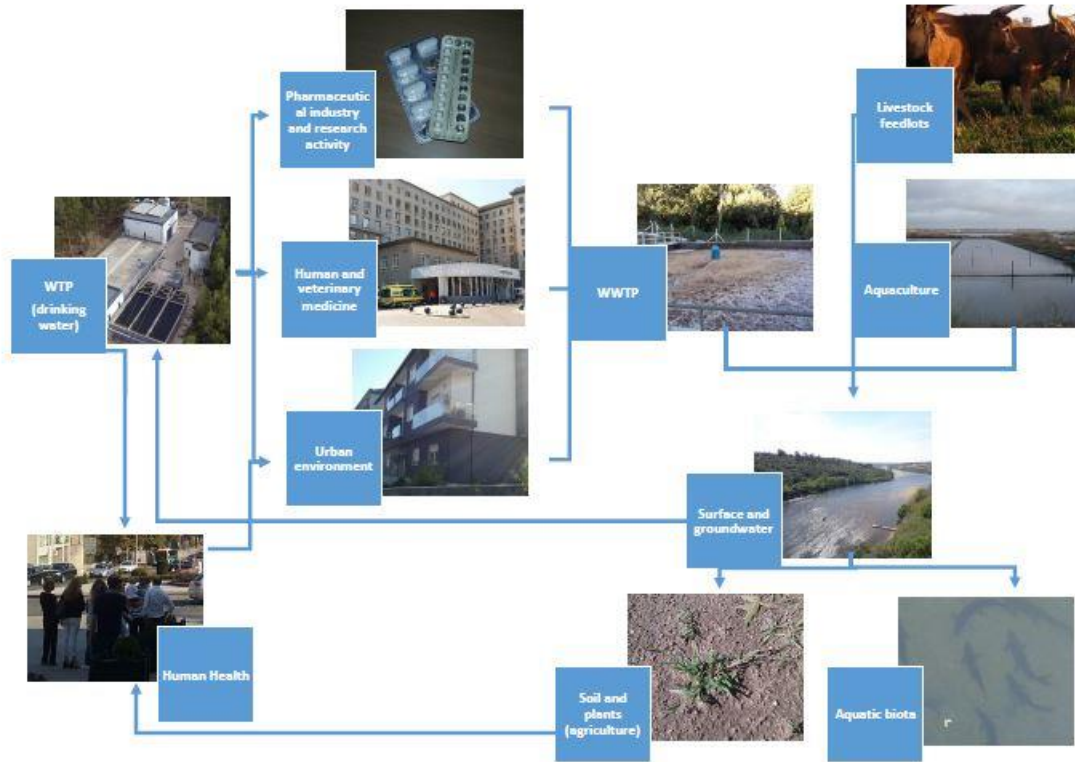 Pharmaceutic
al industry
and research
activity
Livestock
feedlots
WTP
(drinking
water)
Human and
veterinary
medicine
WWTP
Aquaculture
Urban
environment
Surface and
groundwater
Human Health
Soil and
plants
(agriculture)
Aquatic biota
r